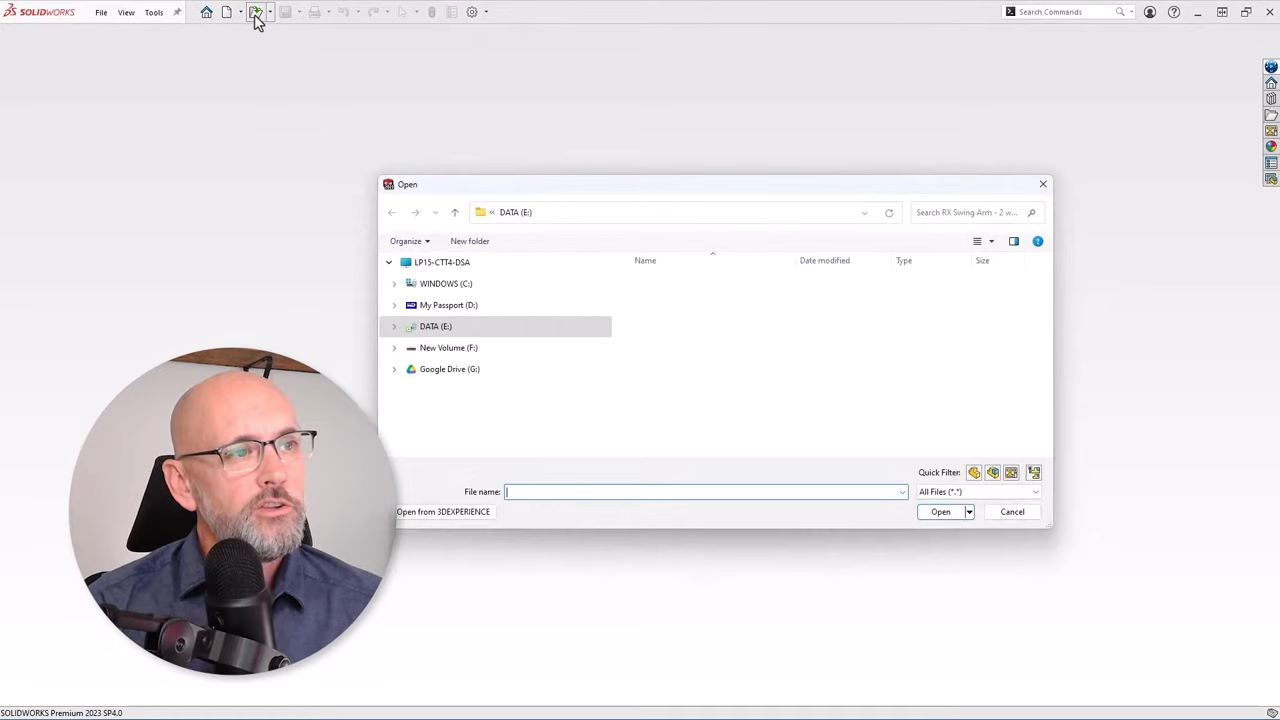 SOLIDWORKS File View Tools Search Commands
Open
« DATA (E:) Search RX Swing Arm - 2 w...
Organize New folder
LP15-CTT4-DSA Name Date modified Type Size
WINDOWS (C:)
My Passport (D:)
DATA (E:)
New Volume (F:)
Google Drive (G:)
Quick Filter:
File name: All Files (*.*)
Open from 3DEXPERIENCE Open Cancel
SOLIDWORKS Premium 2023 SP4.0